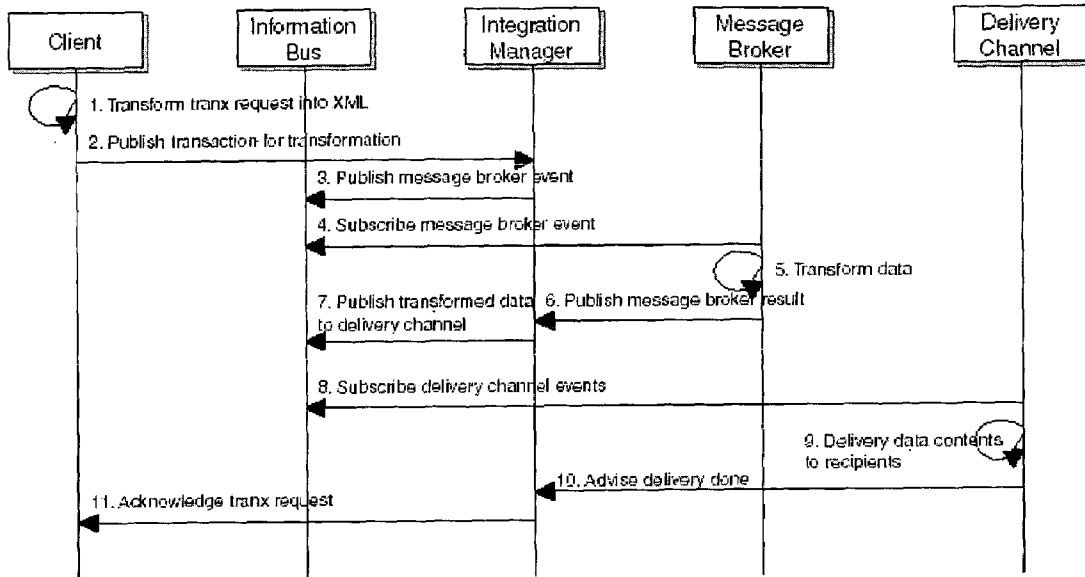 Client
Information
Bus
Integration
Manager
Message
Broker
Delivery
Channel
1. Transform tranx request into XML
2. Publish transaction for transformation
3. Publish message broker event
4. Subscribe message broker event
5. Transform data
6. Publish message broker result
7. Publish transformed data
to delivery channel
8. Subscribe delivery channel events
9. Delivery data contents
to recipients
10. Advise delivery done
11. Acknowledge tranx request